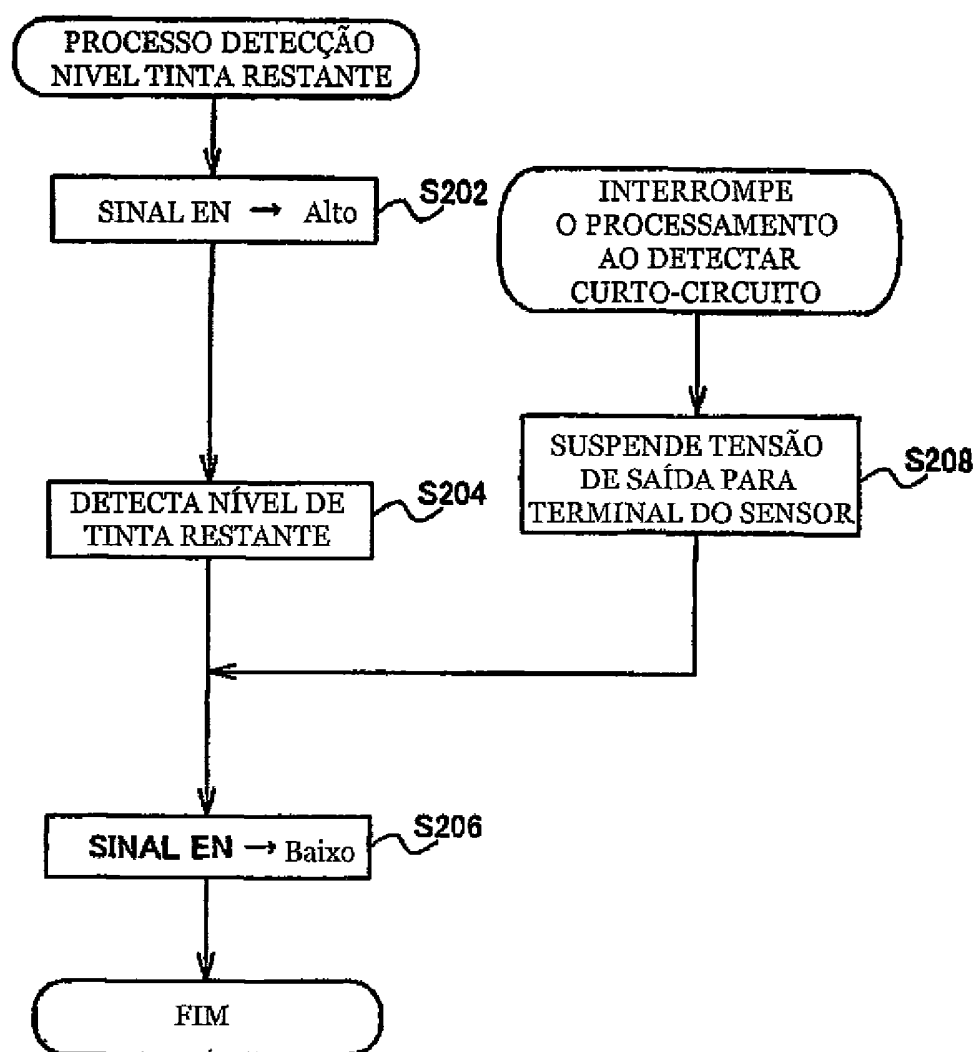 PROCESSO DETECÇÃO
NIVEL TINTA RESTANTE
SINAL EN → Alto
S202
INTERROMPE
O PROCESSAMENTO
AO DETECTAR
CURTO-CIRCUITO
SUSPENDE TENSÃO
DE SAÍDA PARA
TERMINAL DO SENSOR
S208
DETECTA NÍVEL DE
TINTA RESTANTE
S204
SINAL EN → Baixo
S206
FIM